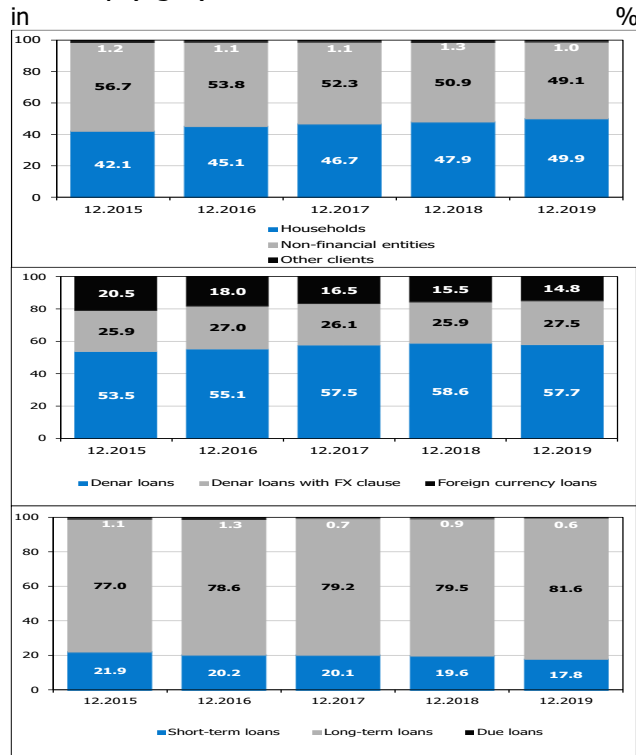 in %
100
80
60
40
20
0
1.2 1.1 1.1 1.3 1.0
56.7 53.8 52.3 50.9 49.1
42.1 45.1 46.7 47.9 49.9
12.2015 12.2016 12.2017 12.2018 12.2019
Households
Non-financial entities
Other clients
100
80
60
40
20
0
20.5 18.0 16.5 15.5 14.8
25.9 27.0 26.1 25.9 27.5
53.5 55.1 57.5 58.6 57.7
12.2015 12.2016 12.2017 12.2018 12.2019
Denar loans Denar loans with FX clause Foreign currency loans
100
80
60
40
20
0
1.1 1.3 0.7 0.9 0.6
77.0 78.6 79.2 79.5 81.6
21.9 20.2 20.1 19.6 17.8
12.2015 12.2016 12.2017 12.2018 12.2019
Short-term loans Long-term loans Due loans